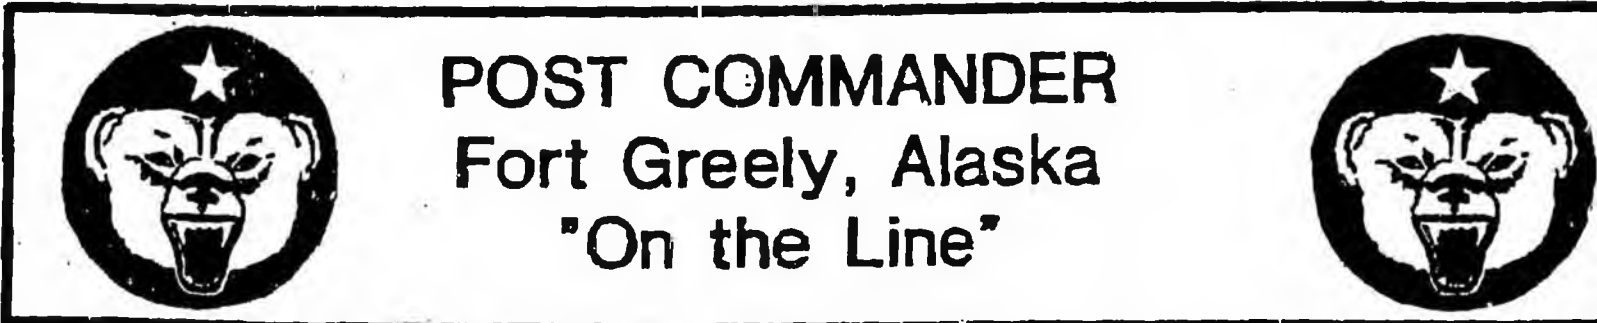 POST COMMANDER
Fort Greely, Alaska
"On the Line"